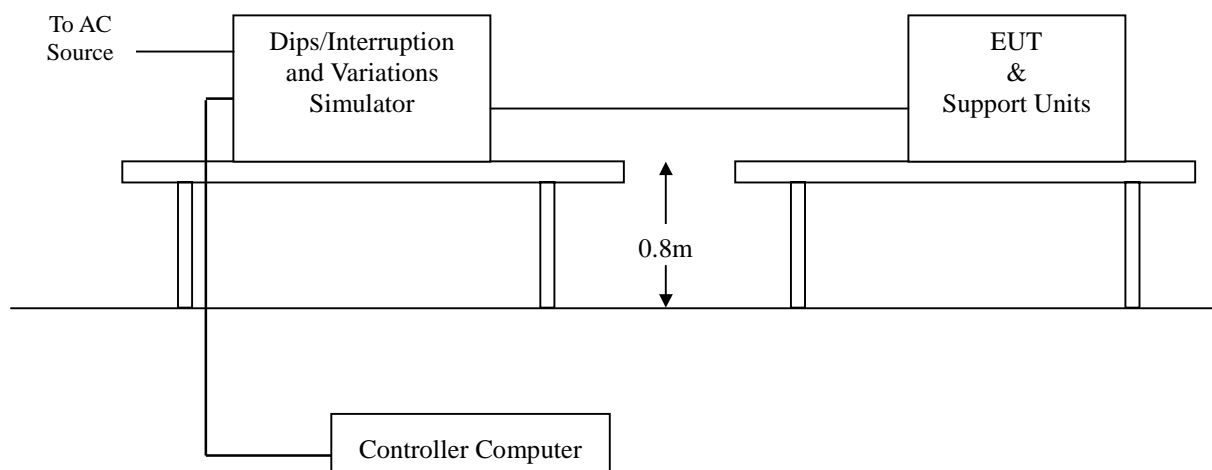 To AC
Source
Dips/Interruption
and Variations
Simulator
EUT
&
Support Units
0.8m
Controller Computer